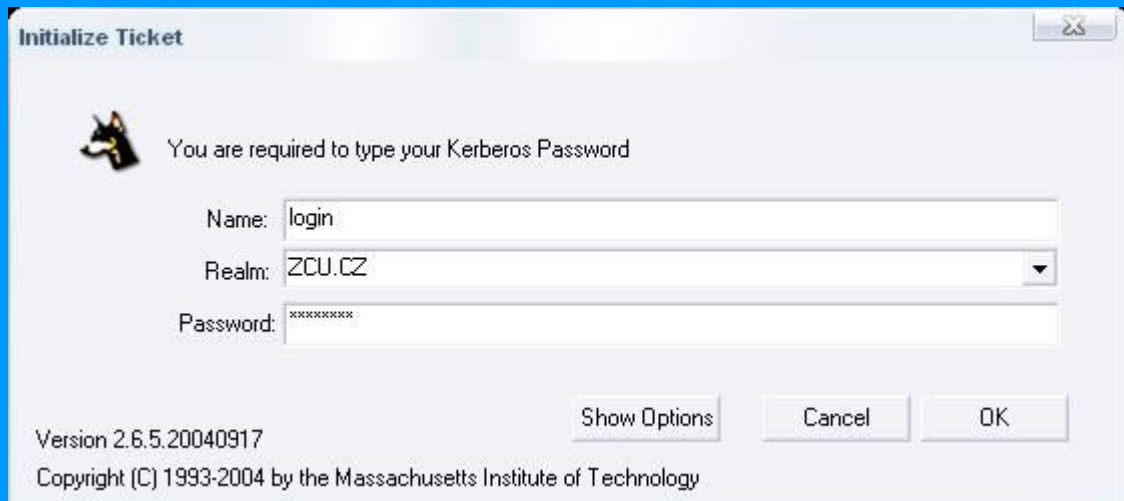 Initialize Ticket
You are required to type your Kerberos Password
Name: login
Realm: ZCU.CZ
Password: ********
Show Options Cancel OK
Version 2.6.5.20040917
Copyright (C) 1993-2004 by the Massachusetts Institute of Technology